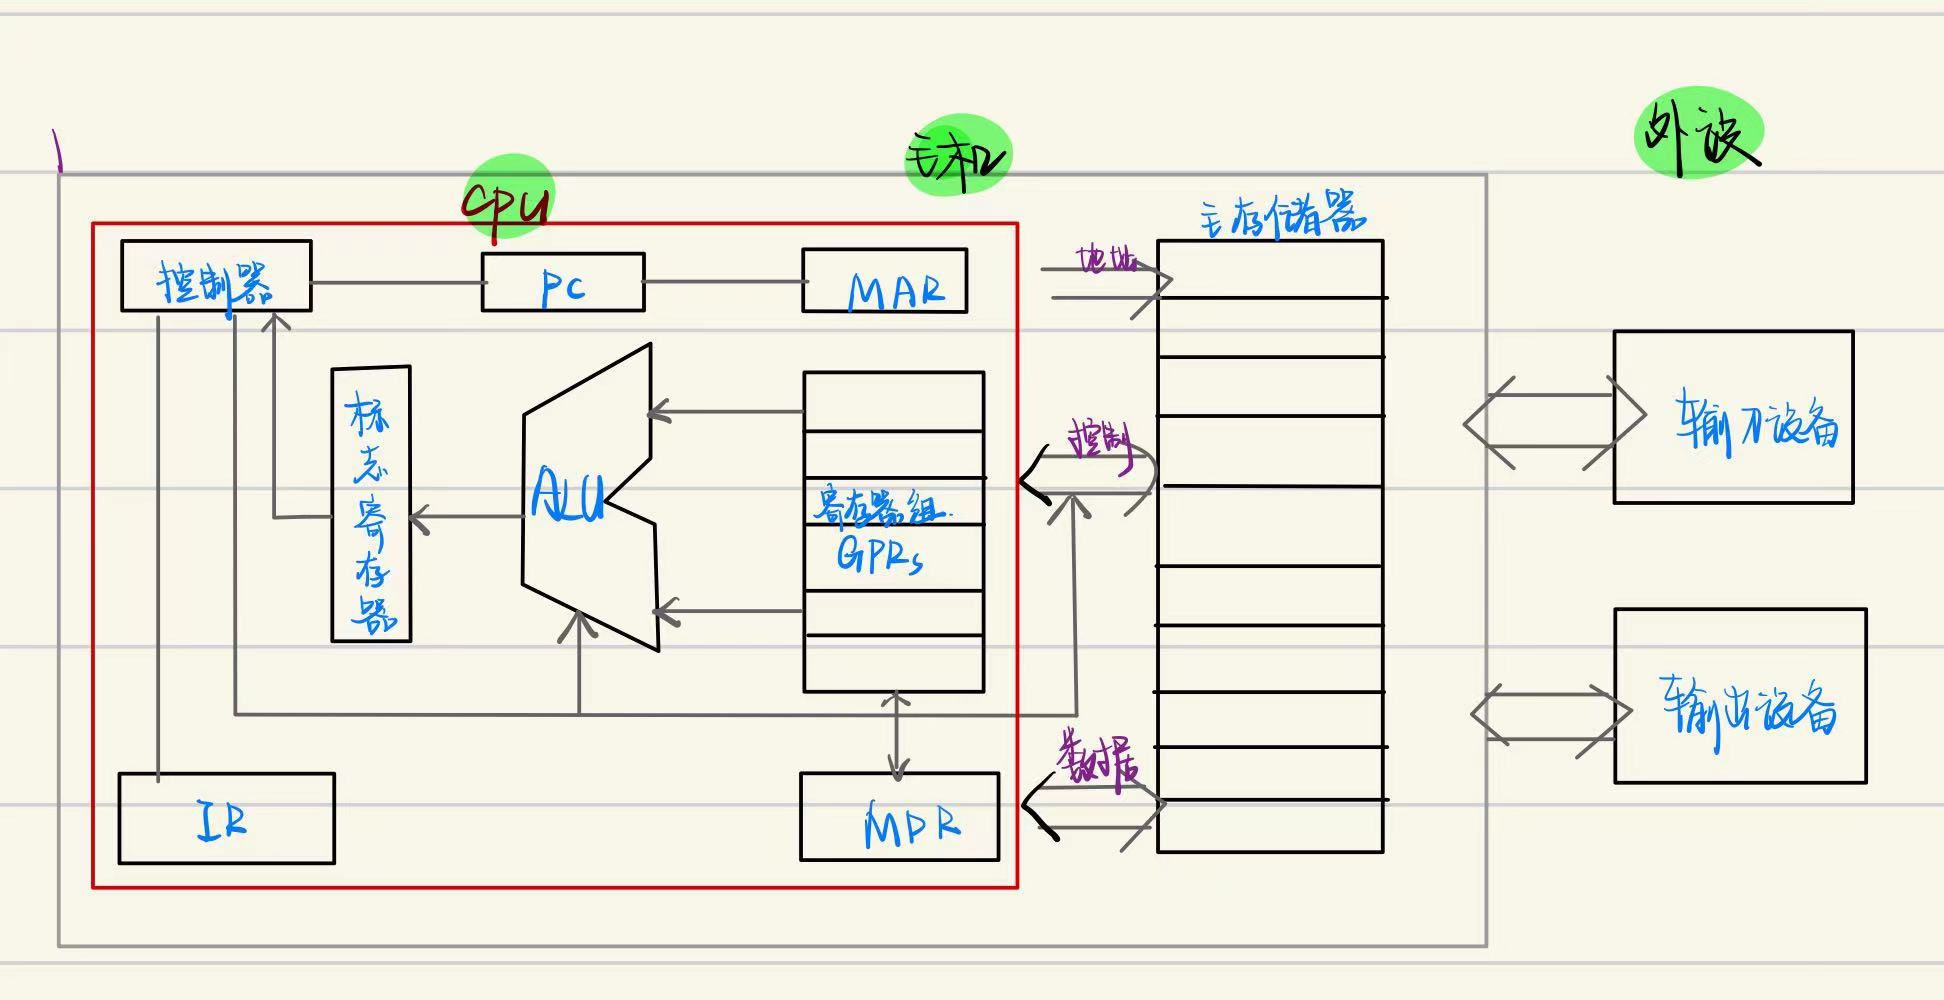 外设
主机
CPU
主存储器
控制器
PC
MAR
地址
标志寄存器
ALU
寄存器组
GPRs
控制
输入设备
数据
输出设备
IR
MDR